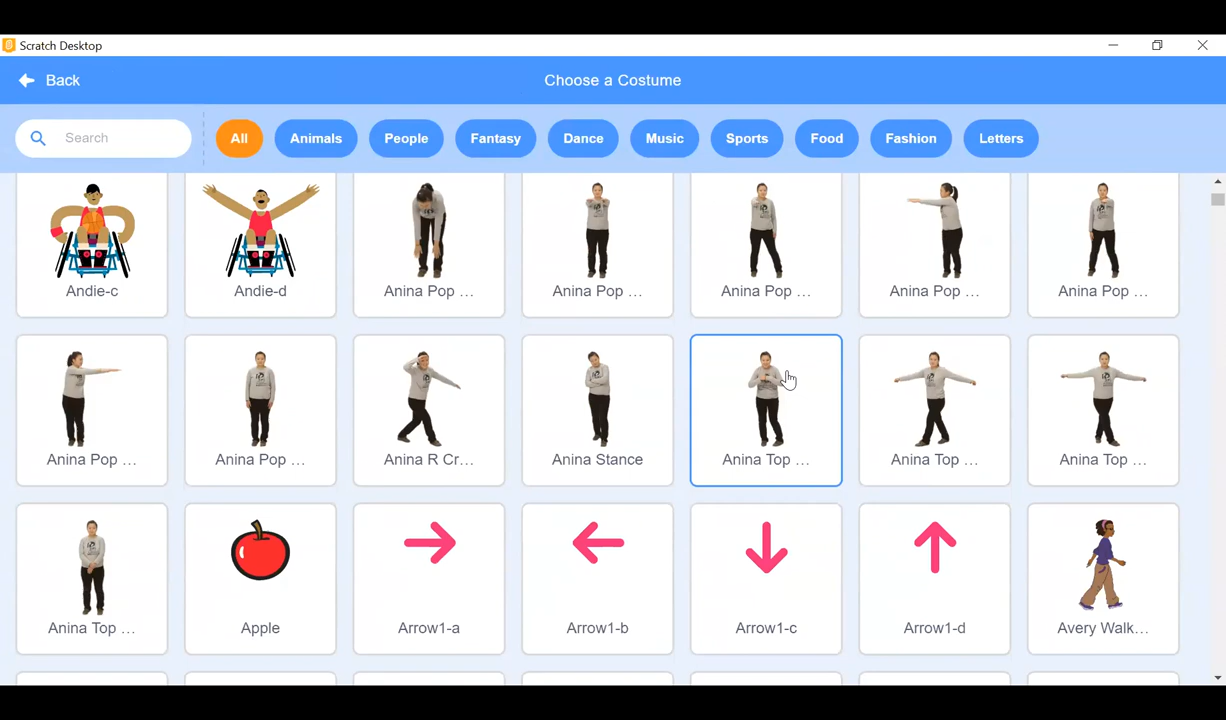 Scratch Desktop
Back
Choose a Costume
Search
All
Animals
People
Fantasy
Dance
Music
Sports
Food
Fashion
Letters
Andie-c
Andie-d
Anina Pop ...
Anina Pop ...
Anina Pop ...
Anina Pop ...
Anina Pop ...
Anina Pop ...
Anina Pop ...
Anina R Cr...
Anina Stance
Anina Top ...
Anina Top ...
Anina Top ...
Anina Top ...
Apple
Arrow1-a
Arrow1-b
Arrow1-c
Arrow1-d
Avery Walk...